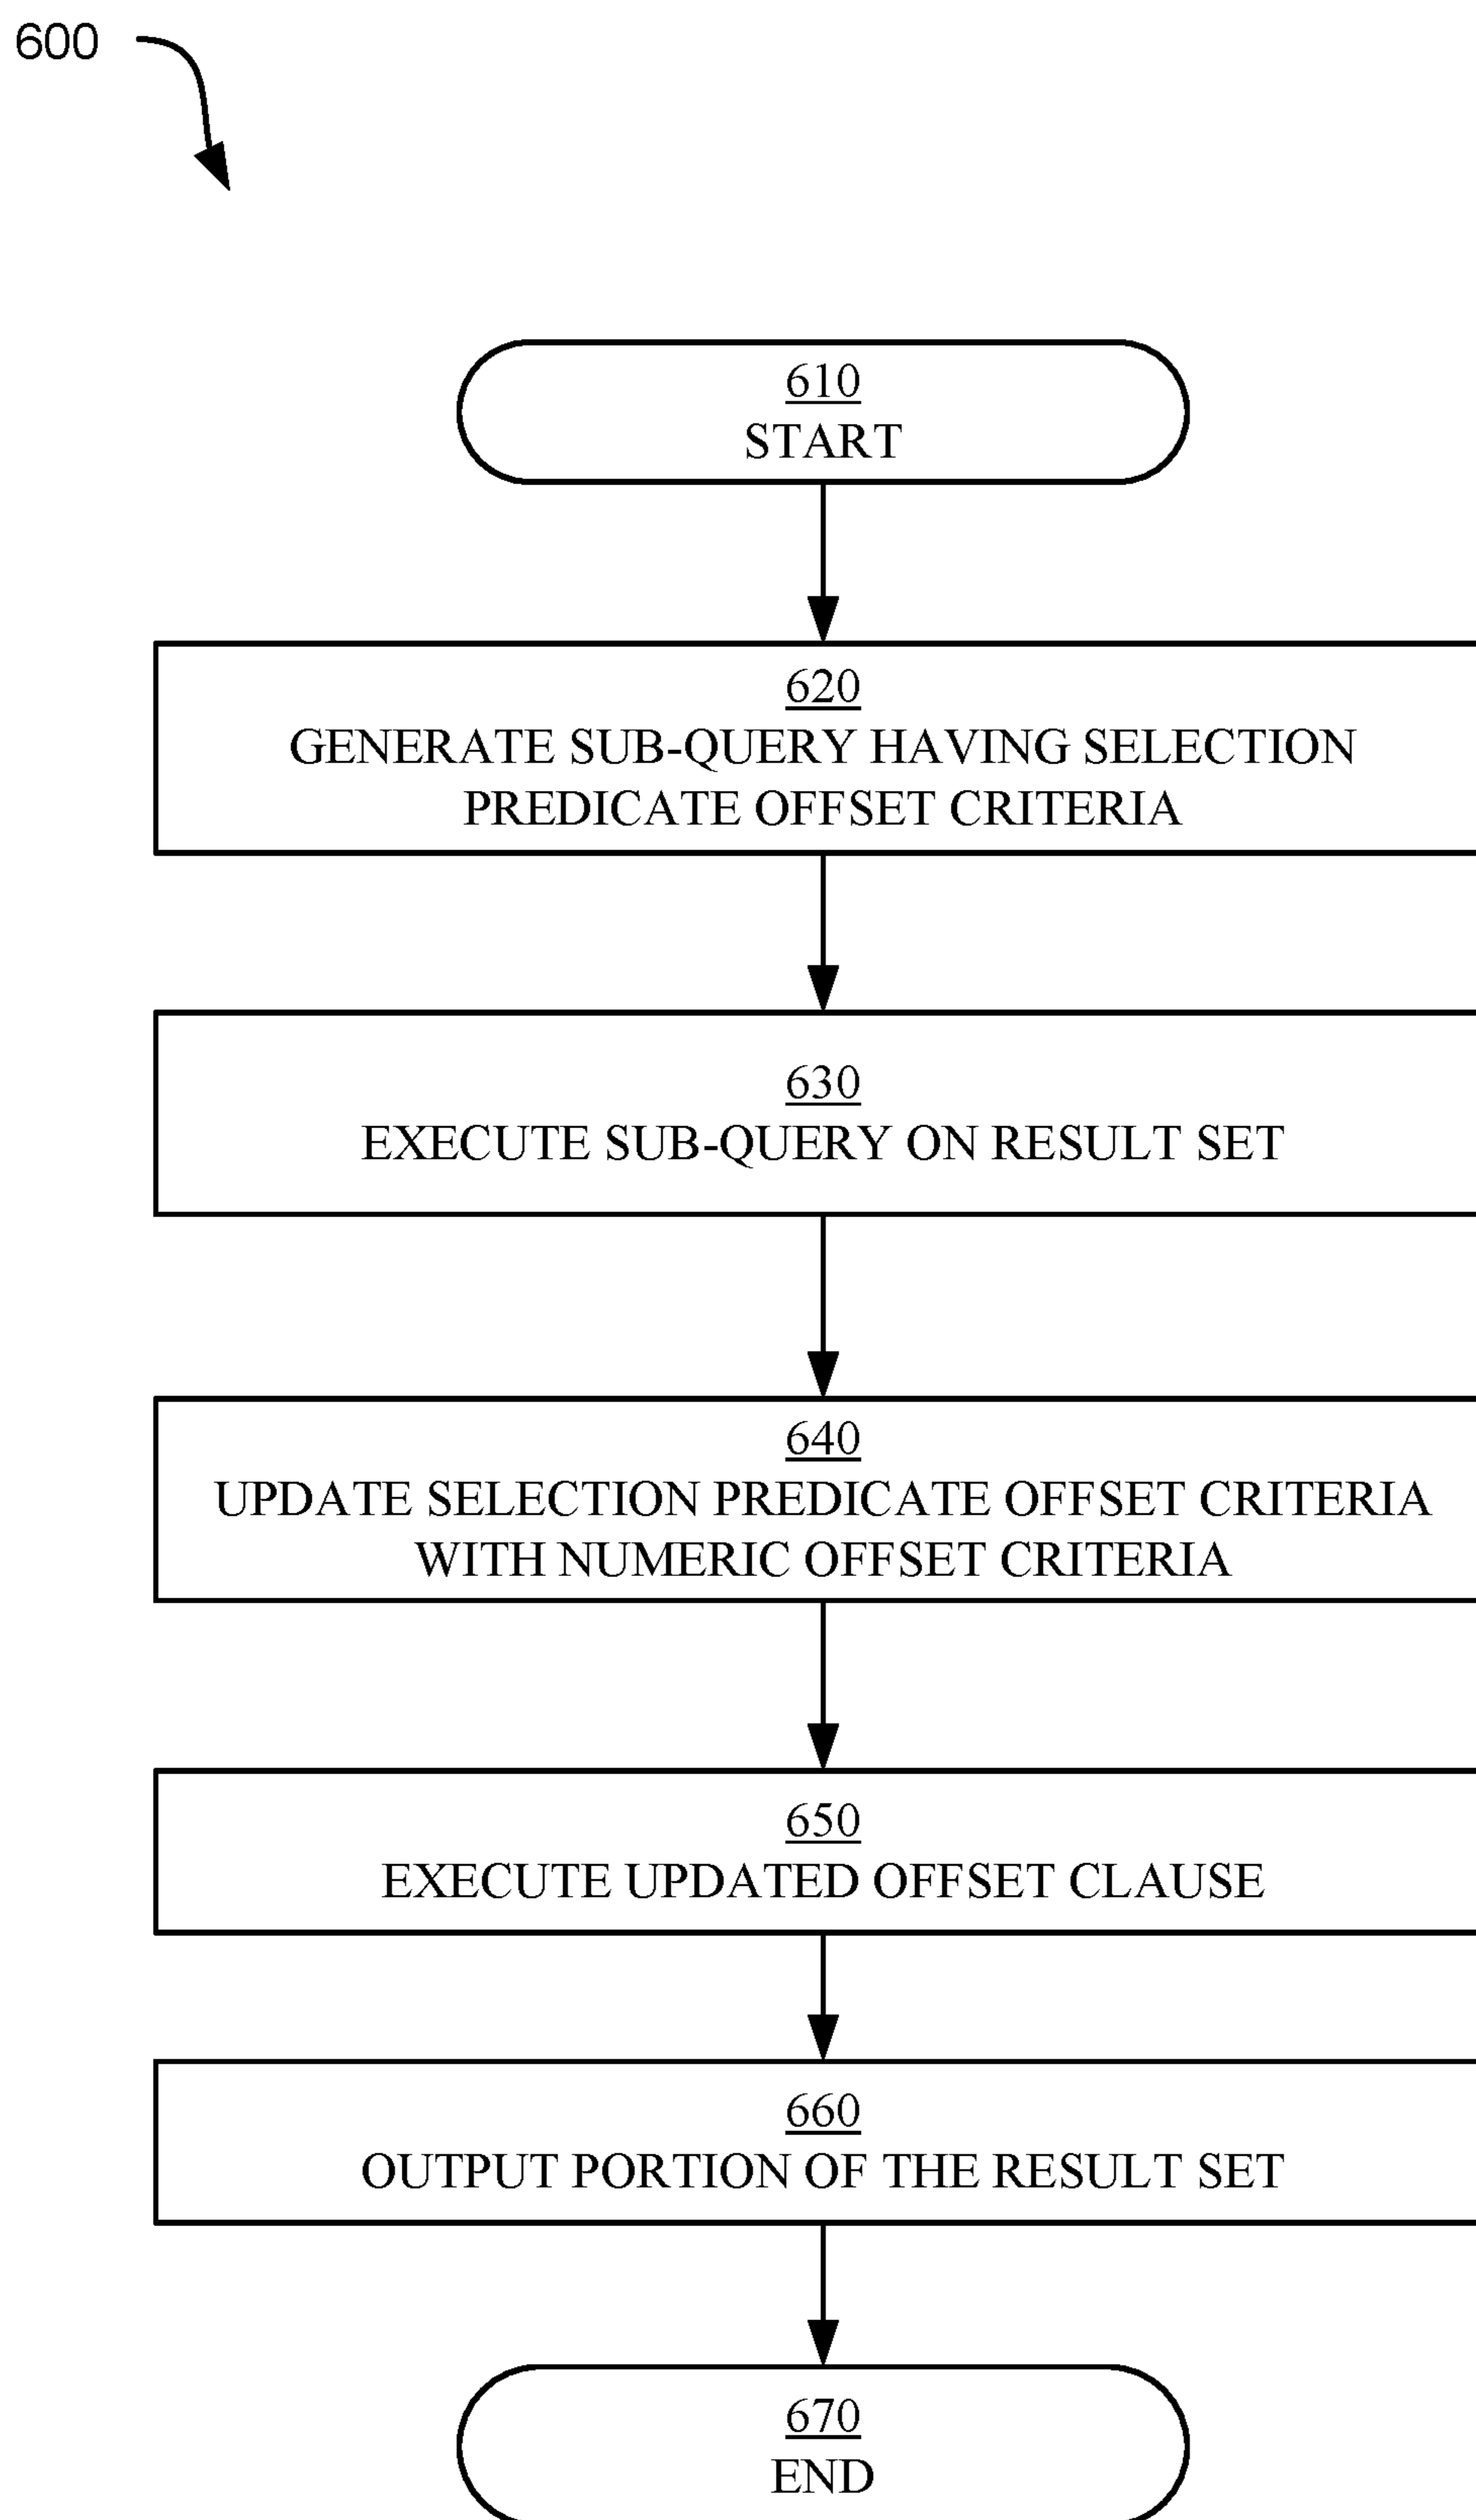 600
610
START
620
GENERATE SUB-QUERY HAVING SELECTION
PREDICATE OFFSET CRITERIA
630
EXECUTE SUB-QUERY ON RESULT SET
640
UPDATE SELECTION PREDICATE OFFSET CRITERIA
WITH NUMERIC OFFSET CRITERIA
650
EXECUTE UPDATED OFFSET CLAUSE
660
OUTPUT PORTION OF THE RESULT SET
670
END